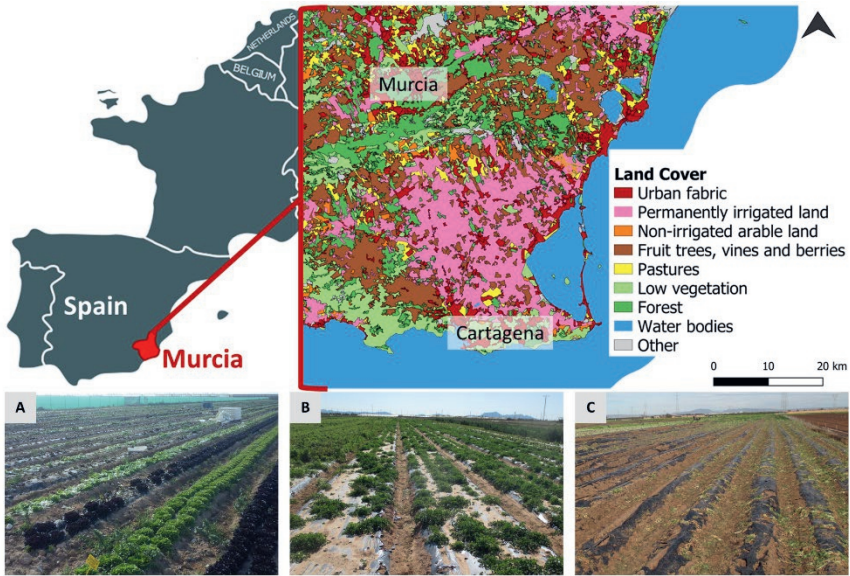 NETHERLANDS
BELGIUM
Spain
Murcia
Murcia
Cartagena
Land Cover
Urban fabric
Permanently irrigated land
Non-irrigated arable land
Fruit trees, vines and berries
Pastures
Low vegetation
Forest
Water bodies
Other
0 10 20 km
A
B
C